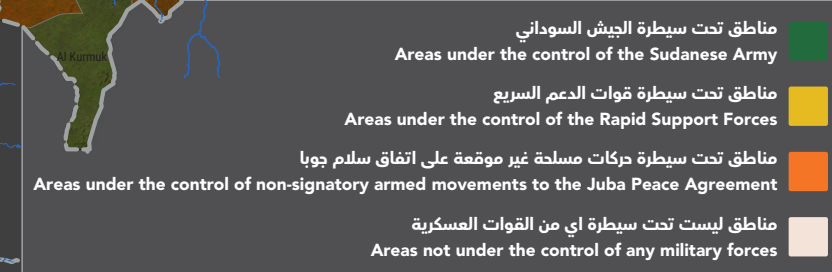 Al Kurmuk
مناطق تحت سيطرة الجيش السوداني
Areas under the control of the Sudanese Army
مناطق تحت سيطرة قوات الدعم السريع
Areas under the control of the Rapid Support Forces
مناطق تحت سيطرة حركات مسلحة غير موقعة على اتفاق سلام جوبا
Areas under the control of non-signatory armed movements to the Juba Peace Agreement
مناطق ليست تحت سيطرة اي من القوات العسكرية
Areas not under the control of any military forces